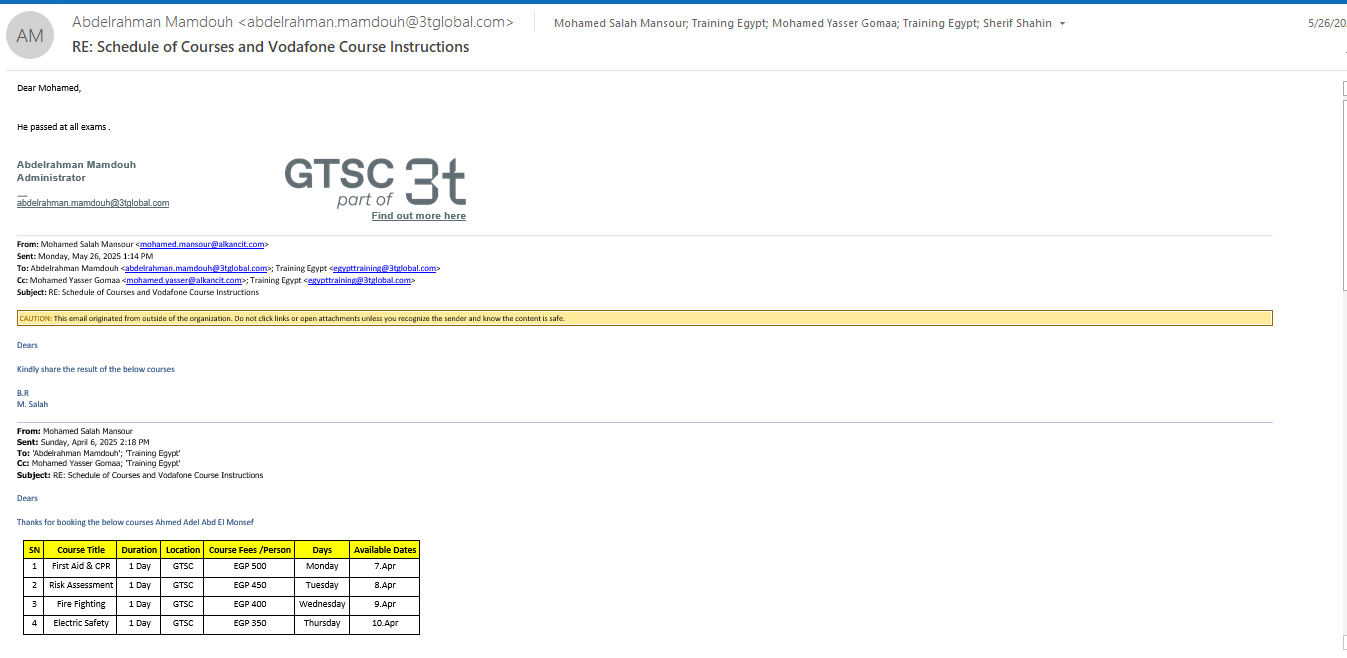 AM
Abdelrahman Mamdouh <abdelrahman.mamdouh@3tglobal.com>
Mohamed Salah Mansour; Training Egypt; Mohamed Yasser Gomaa; Training Egypt; Sherif Shahin
5/26/20
RE: Schedule of Courses and Vodafone Course Instructions
Dear Mohamed,
He passed at all exams .
Abdelrahman Mamdouh
Administrator
abdelrahman.mamdouh@3tglobal.com
GTSC 3t
part of
Find out more here
From: Mohamed Salah Mansour <mohamed.mansour@alkancit.com>
Sent: Monday, May 26, 2025 1:14 PM
To: Abdelrahman Mamdouh <abdelrahman.mamdouh@3tglobal.com>; Training Egypt <egypttraining@3tglobal.com>
Cc: Mohamed Yasser Gomaa <mohamed.yasser@alkancit.com>; Training Egypt <egypttraining@3tglobal.com>
Subject: RE: Schedule of Courses and Vodafone Course Instructions
CAUTION: This email originated from outside of the organization. Do not click links or open attachments unless you recognize the sender and know the content is safe.
Dears
Kindly share the result of the below courses
B.R
M. Salah
From: Mohamed Salah Mansour
Sent: Sunday, April 6, 2025 2:18 PM
To: 'Abdelrahman Mamdouh'; 'Training Egypt'
Cc: Mohamed Yasser Gomaa; 'Training Egypt'
Subject: RE: Schedule of Courses and Vodafone Course Instructions
Dears
Thanks for booking the below courses Ahmed Adel Abd El Monsef
SN Course Title Duration Location Course Fees /Person Days Available Dates
1 First Aid & CPR 1 Day GTSC EGP 500 Monday 7.Apr
2 Risk Assessment 1 Day GTSC EGP 450 Tuesday 8.Apr
3 Fire Fighting 1 Day GTSC EGP 400 Wednesday 9.Apr
4 Electric Safety 1 Day GTSC EGP 350 Thursday 10.Apr